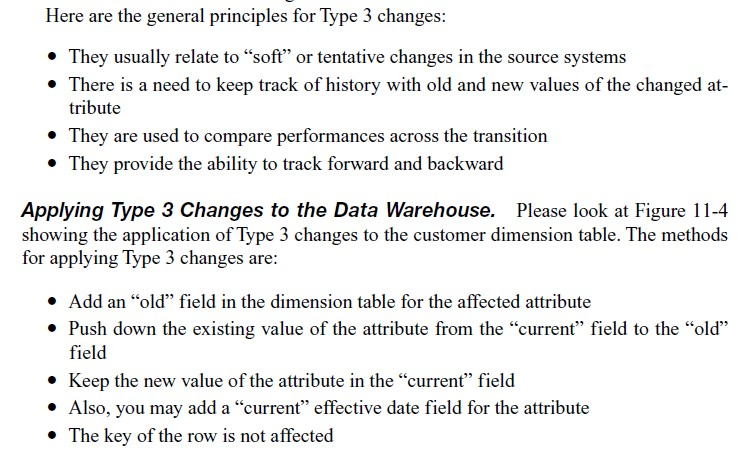 Here are the general principles for Type 3 changes:
• They usually relate to “soft” or tentative changes in the source systems
• There is a need to keep track of history with old and new values of the changed at-
tribute
• They are used to compare performances across the transition
• They provide the ability to track forward and backward
Applying Type 3 Changes to the Data Warehouse. Please look at Figure 11-4
showing the application of Type 3 changes to the customer dimension table. The methods
for applying Type 3 changes are:
• Add an “old” field in the dimension table for the affected attribute
• Push down the existing value of the attribute from the “current” field to the “old”
field
• Keep the new value of the attribute in the “current” field
• Also, you may add a “current” effective date field for the attribute
• The key of the row is not affected